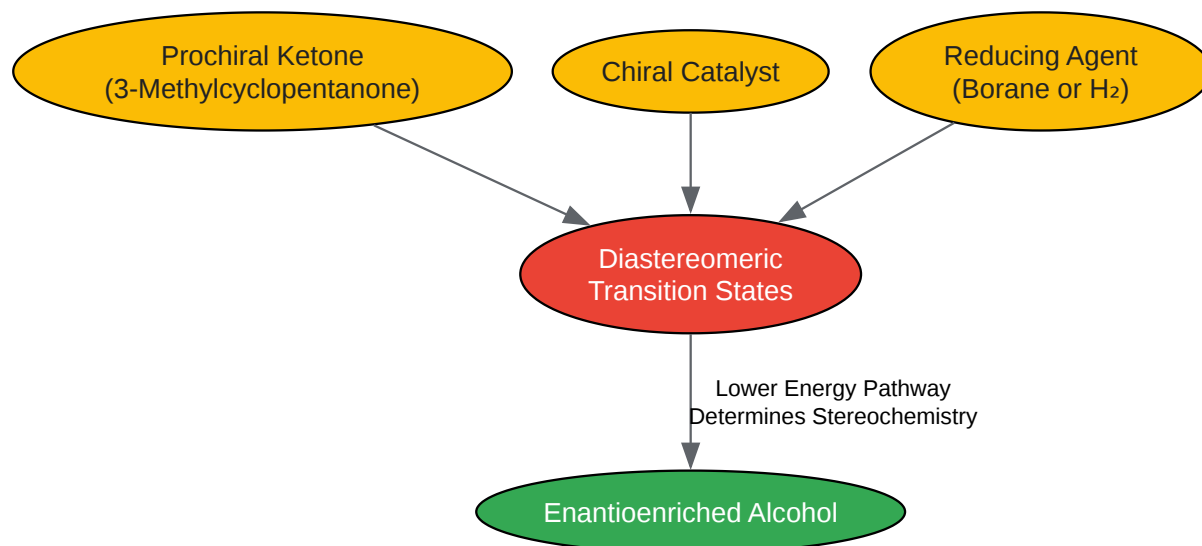 Prochiral Ketone
(3-Methylcyclopentanone)
Chiral Catalyst
Reducing Agent
(Borane or H₂)
Diastereomeric
Transition States
Lower Energy Pathway
Determines Stereochemistry
Enantioenriched Alcohol